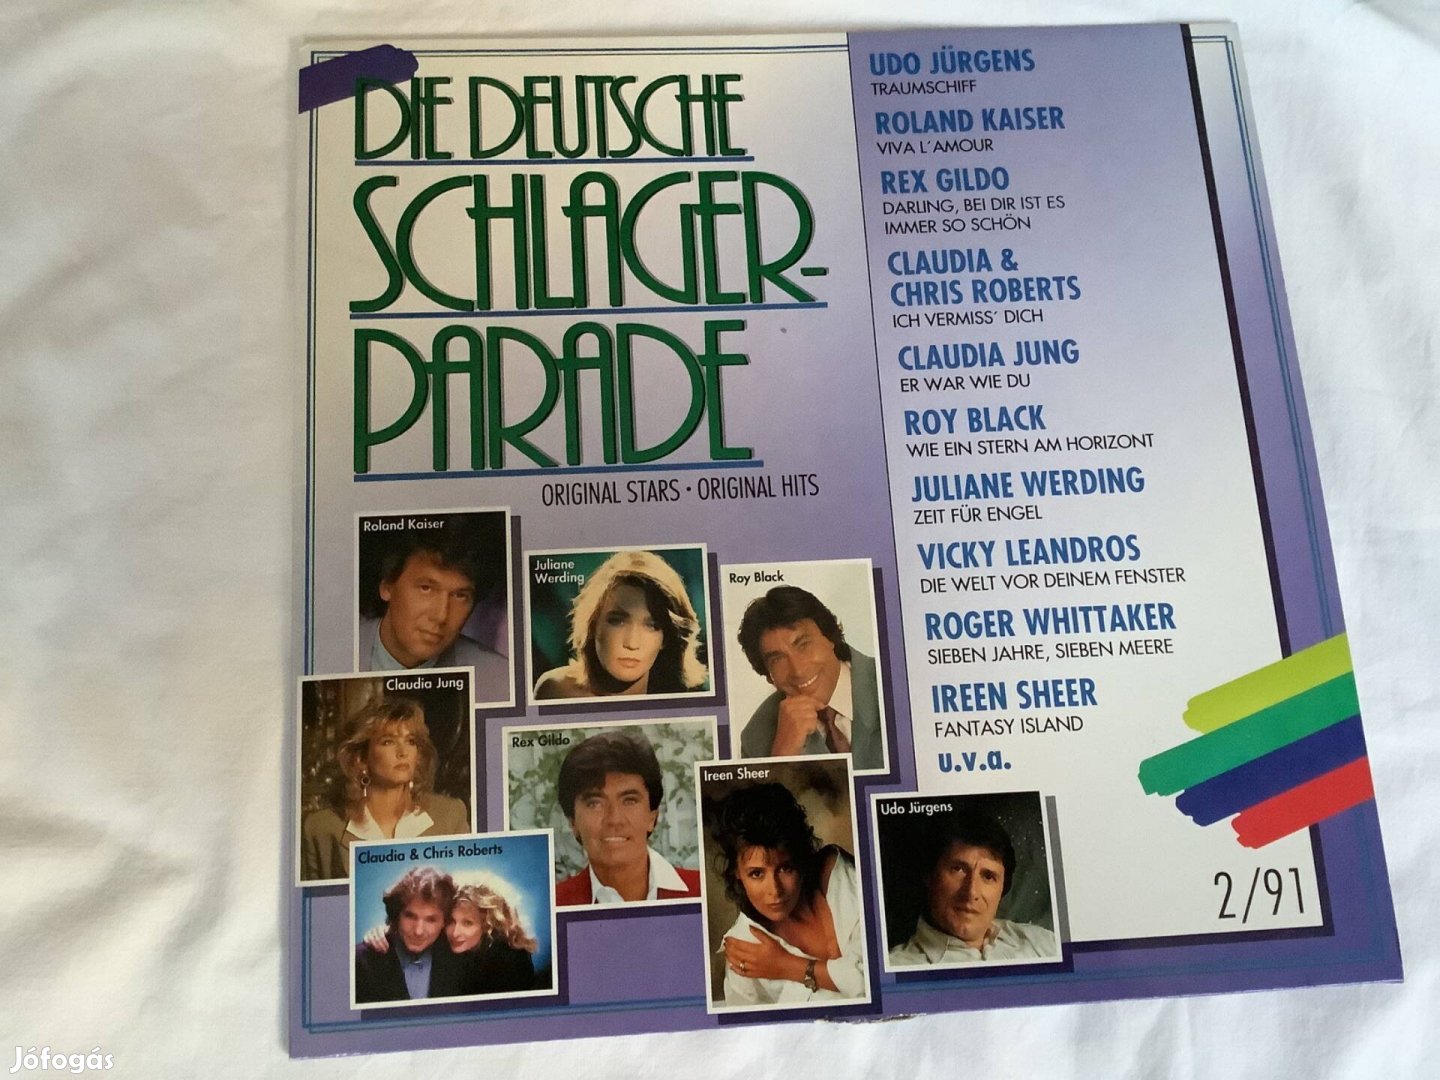 DIE DEUTSCHE
SCHLAGER-
PARADE
ORIGINAL STARS · ORIGINAL HITS
UDO JÜRGENS
TRAUMSCHIFF
ROLAND KAISER
VIVA L´AMOUR
REX GILDO
DARLING, BEI DIR IST ES
IMMER SO SCHÖN
CLAUDIA &
CHRIS ROBERTS
ICH VERMISS´ DICH
CLAUDIA JUNG
ER WAR WIE DU
ROY BLACK
WIE EIN STERN AM HORIZONT
JULIANE WERDING
ZEIT FÜR ENGEL
VICKY LEANDROS
DIE WELT VOR DEINEM FENSTER
ROGER WHITTAKER
SIEBEN JAHRE, SIEBEN MEERE
IREEN SHEER
FANTASY ISLAND
u.v.a.
Roland Kaiser
Juliane
Werding
Roy Black
Claudia Jung
Rex Gildo
Ireen Sheer
Udo Jürgens
Claudia & Chris Roberts
2/91
Jófogás